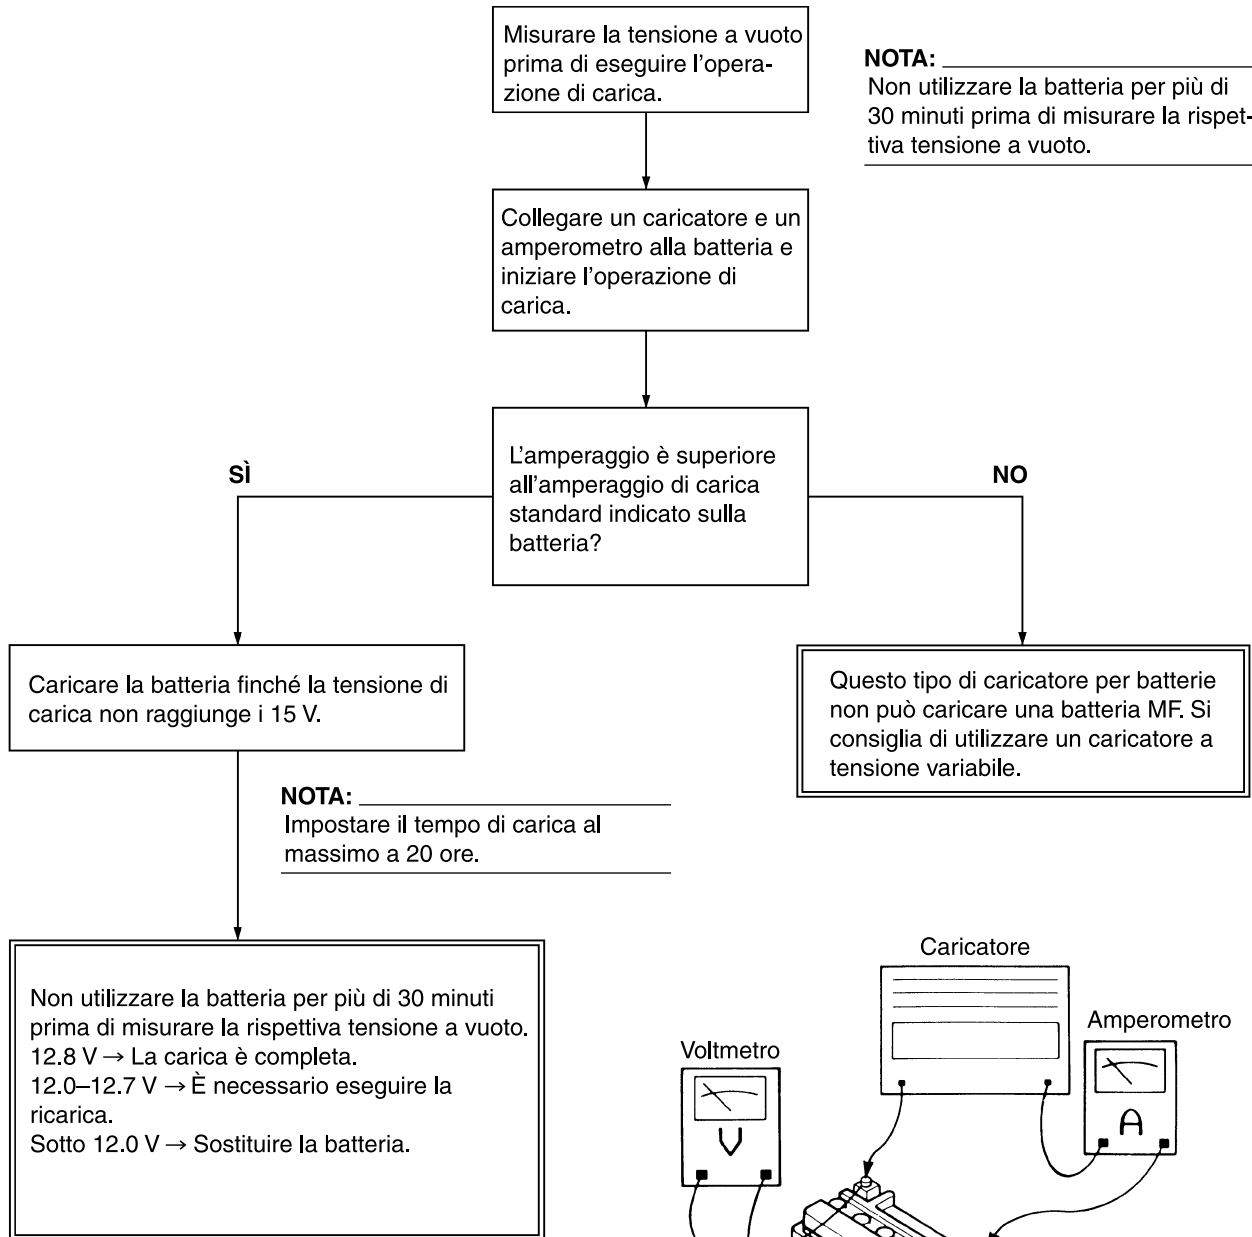 Misurare la tensione a vuoto
prima di eseguire l'opera-
zione di carica.
NOTA:
Non utilizzare la batteria per più di
30 minuti prima di misurare la rispet-
tiva tensione a vuoto.
Collegare un caricatore e un
amperometro alla batteria e
iniziare l'operazione di
carica.
L'amperaggio è superiore
all'amperaggio di carica
standard indicato sulla
batteria?
SÌ
NO
Caricare la batteria finché la tensione di
carica non raggiunge i 15 V.
Questo tipo di caricatore per batterie
non può caricare una batteria MF. Si
consiglia di utilizzare un caricatore a
tensione variabile.
NOTA:
Impostare il tempo di carica al
massimo a 20 ore.
Non utilizzare la batteria per più di 30 minuti
prima di misurare la rispettiva tensione a vuoto.
12.8 V → La carica è completa.
12.0–12.7 V → È necessario eseguire la
ricarica.
Sotto 12.0 V → Sostituire la batteria.
Caricatore
Amperometro
Voltmetro
A
V